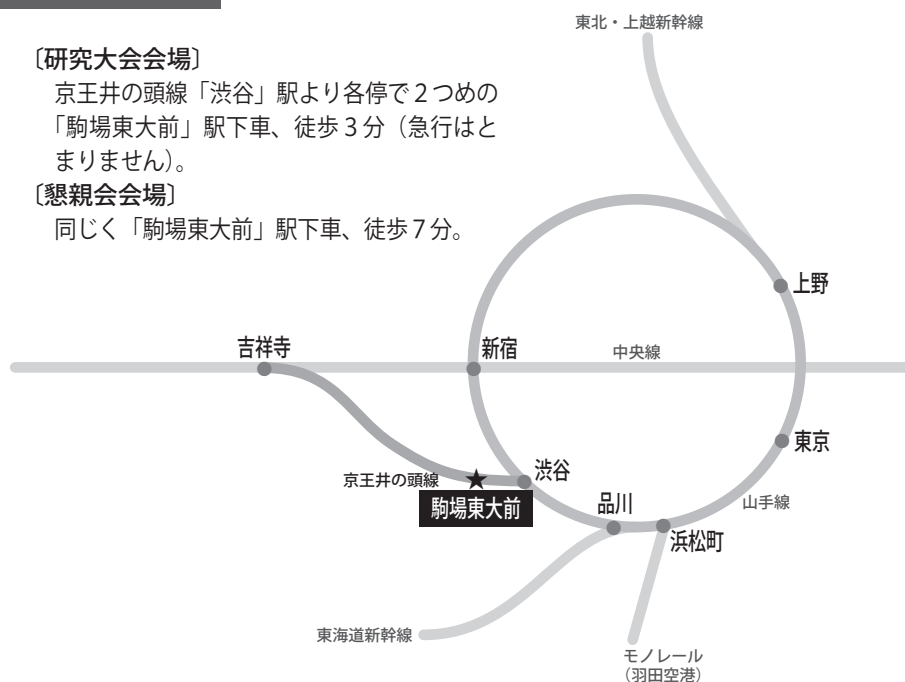 〔研究大会会場〕
京王井の頭線「渋谷」駅より各停で２つめの
「駒場東大前」駅下車、徒歩３分（急行はと
まりません）。
〔懇親会会場〕
同じく「駒場東大前」駅下車、徒歩７分。
東北・上越新幹線
上野
吉祥寺
新宿
中央線
東京
京王井の頭線
渋谷
駒場東大前
品川
山手線
浜松町
東海道新幹線
モノレール
（羽田空港）